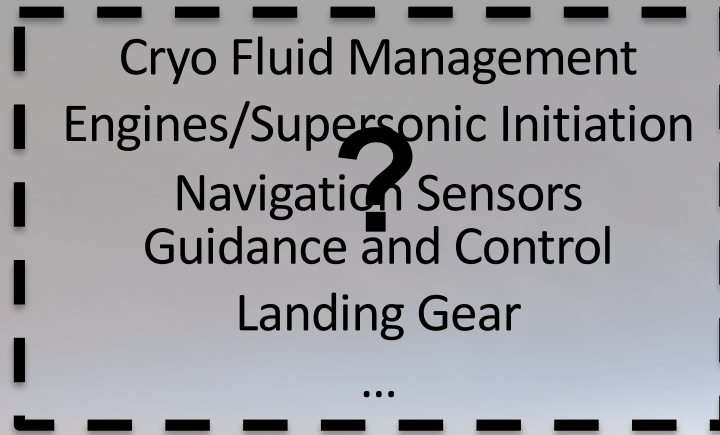 Cryo Fluid Management
Engines/Supersonic Initiation
?
Navigation Sensors
Guidance and Control
Landing Gear
...